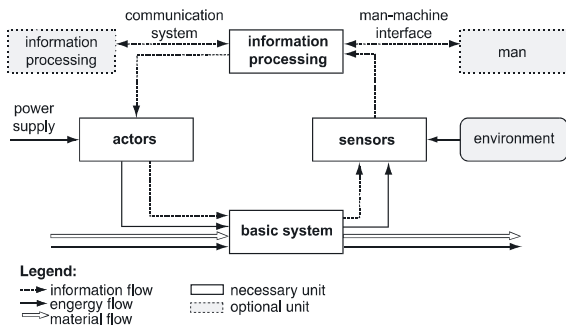 communication
system
man-machine
interface
information
processing
information
processing
man
power
supply
actors
sensors
environment
basic system
Legend:
information flow
engergy flow
material flow
necessary unit
optional unit